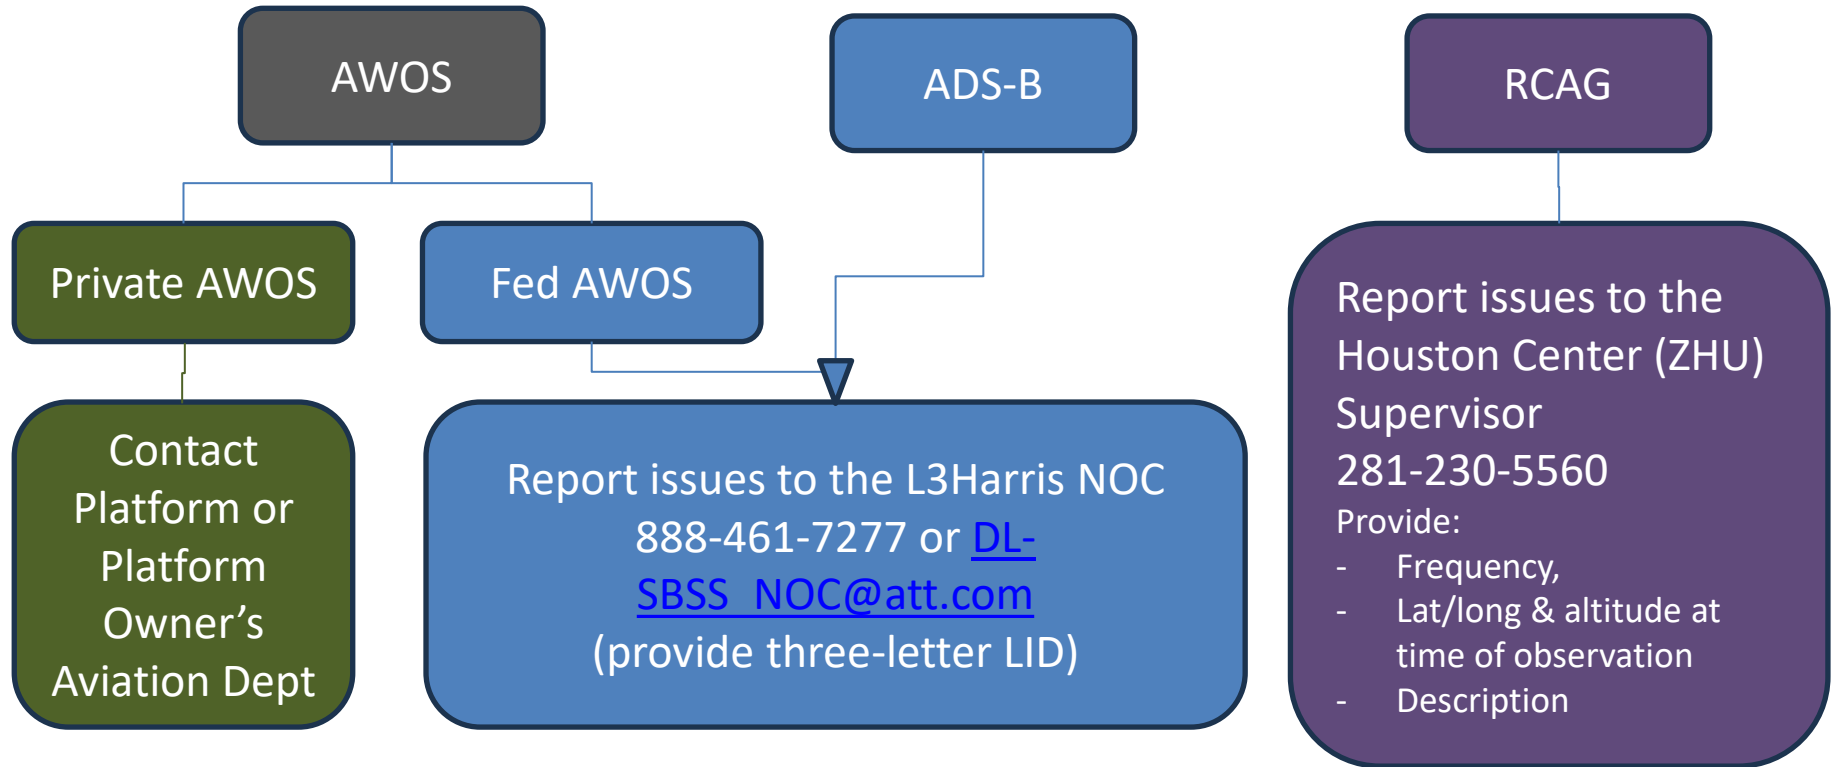 AWOS
ADS-B
RCAG
Private AWOS
Fed AWOS
Contact
Platform or
Platform
Owner’s
Aviation Dept
Report issues to the L3Harris NOC
888-461-7277 or DL-
SBSS_NOC@att.com
(provide three-letter LID)
Report issues to the
Houston Center (ZHU)
Supervisor
281-230-5560
Provide:
- Frequency,
- Lat/long & altitude at
time of observation
- Description